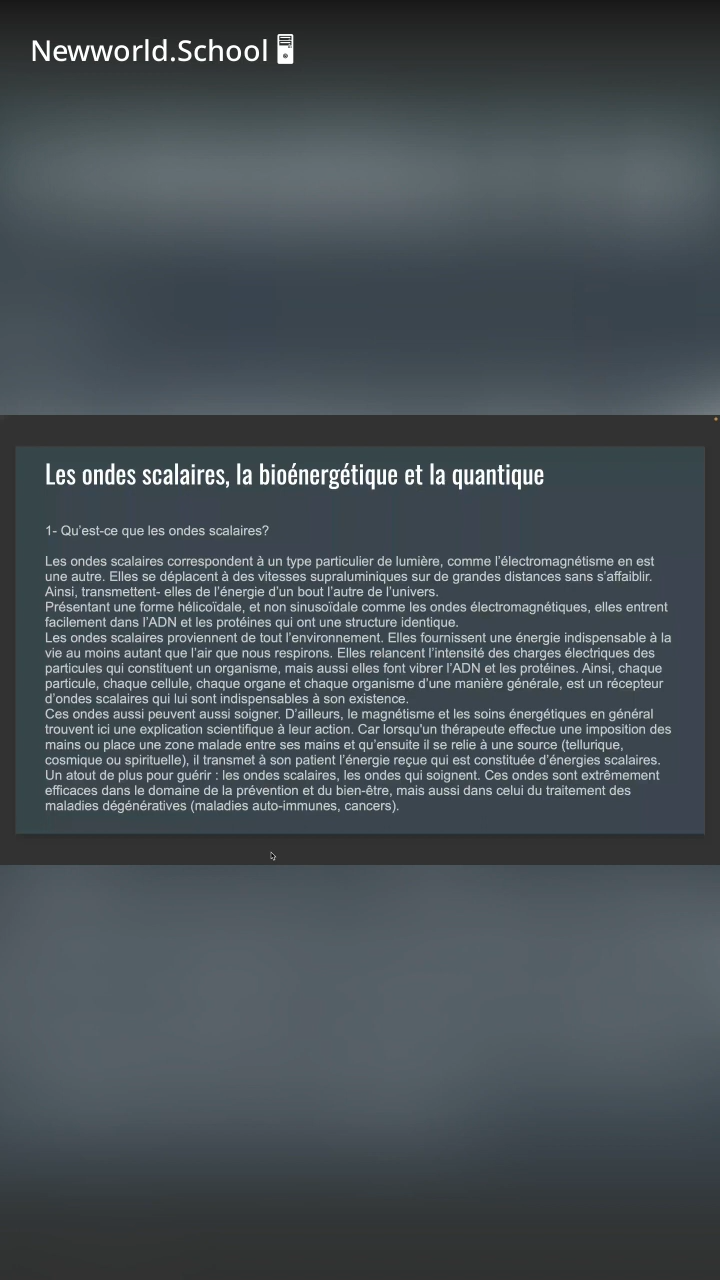 Newworld.School
Les ondes scalaires, la bioénergétique et la quantique
1- Qu'est-ce que les ondes scalaires?
Les ondes scalaires correspondent à un type particulier de lumière, comme l'électromagnétisme en est
une autre. Elles se déplacent à des vitesses supraluminiques sur de grandes distances sans s'affaiblir.
Ainsi, transmettent- elles de l'énergie d'un bout l'autre de l'univers.
Présentant une forme hélicoïdale, et non sinusoïdale comme les ondes électromagnétiques, elles entrent
facilement dans l'ADN et les protéines qui ont une structure identique.
Les ondes scalaires proviennent de tout l'environnement. Elles fournissent une énergie indispensable à la
vie au moins autant que l'air que nous respirons. Elles relancent l'intensité des charges électriques des
particules qui constituent un organisme, mais aussi elles font vibrer l'ADN et les protéines. Ainsi, chaque
particule, chaque cellule, chaque organe et chaque organisme d'une manière générale, est un récepteur
d'ondes scalaires qui lui sont indispensables à son existence.
Ces ondes aussi peuvent aussi soigner. D'ailleurs, le magnétisme et les soins énergétiques en général
trouvent ici une explication scientifique à leur action. Car lorsqu'un thérapeute effectue une imposition des
mains ou place une zone malade entre ses mains et qu'ensuite il se relie à une source (tellurique,
cosmique ou spirituelle), il transmet à son patient l'énergie reçue qui est constituée d'énergies scalaires.
Un atout de plus pour guérir : les ondes scalaires, les ondes qui soignent. Ces ondes sont extrêmement
efficaces dans le domaine de la prévention et du bien-être, mais aussi dans celui du traitement des
maladies dégénératives (maladies auto-immunes, cancers).